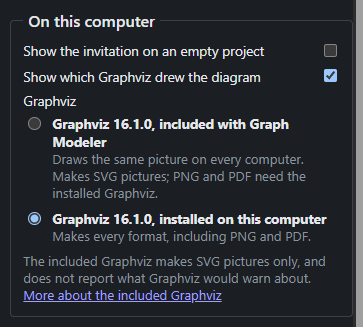 On this computer
Show the invitation on an empty project
Show which Graphviz drew the diagram
Graphviz
Graphviz 16.1.0, included with Graph
Modeler
Draws the same picture on every computer.
Makes SVG pictures; PNG and PDF need the
installed Graphviz.
Graphviz 16.1.0, installed on this computer
Makes every format, including PNG and PDF.
The included Graphviz makes SVG pictures only, and
does not report what Graphviz would warn about.
More about the included Graphviz